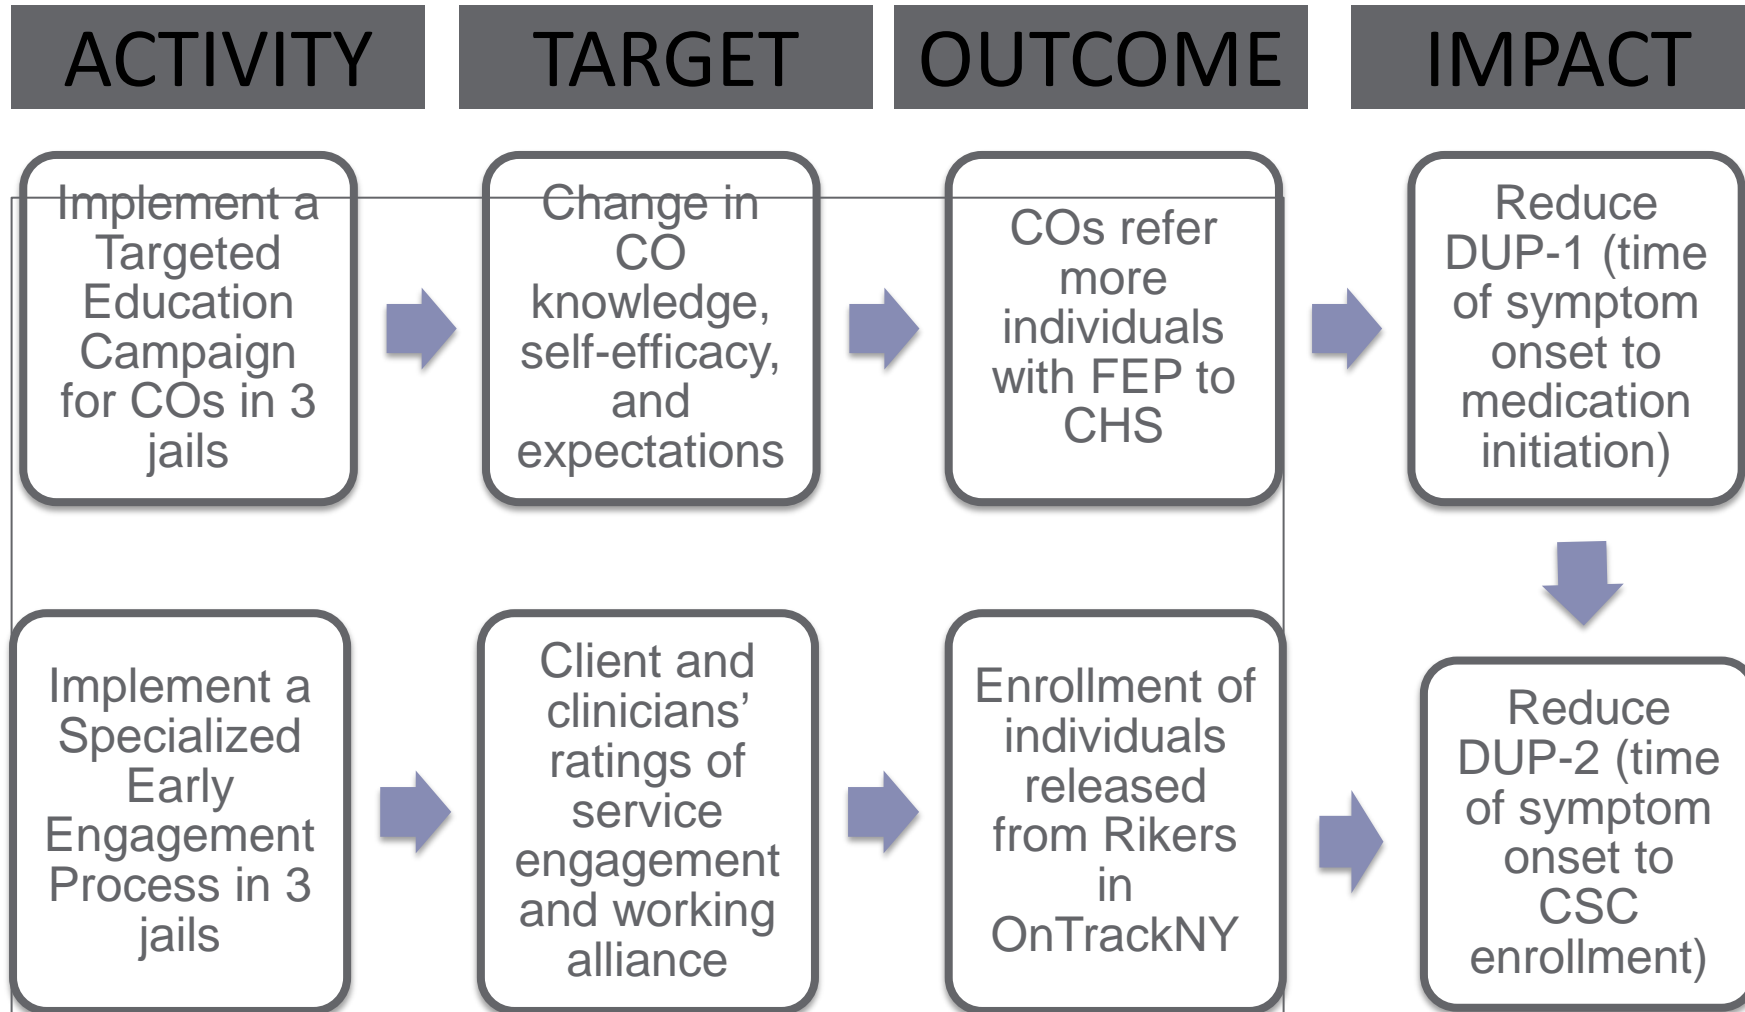 ACTIVITY
TARGET
OUTCOME
IMPACT
Implement a
Targeted
Education
Campaign
for COs in 3
jails
Change in
CO
knowledge,
self-efficacy,
and
expectations
COs refer
more
individuals
with FEP to
CHS
Reduce
DUP-1 (time
of symptom
onset to
medication
initiation)
Implement a
Specialized
Early
Engagement
Process in 3
jails
Client and
clinicians’
ratings of
service
engagement
and working
alliance
Enrollment of
individuals
released
from Rikers
in
OnTrackNY
Reduce
DUP-2 (time
of symptom
onset to
CSC
enrollment)